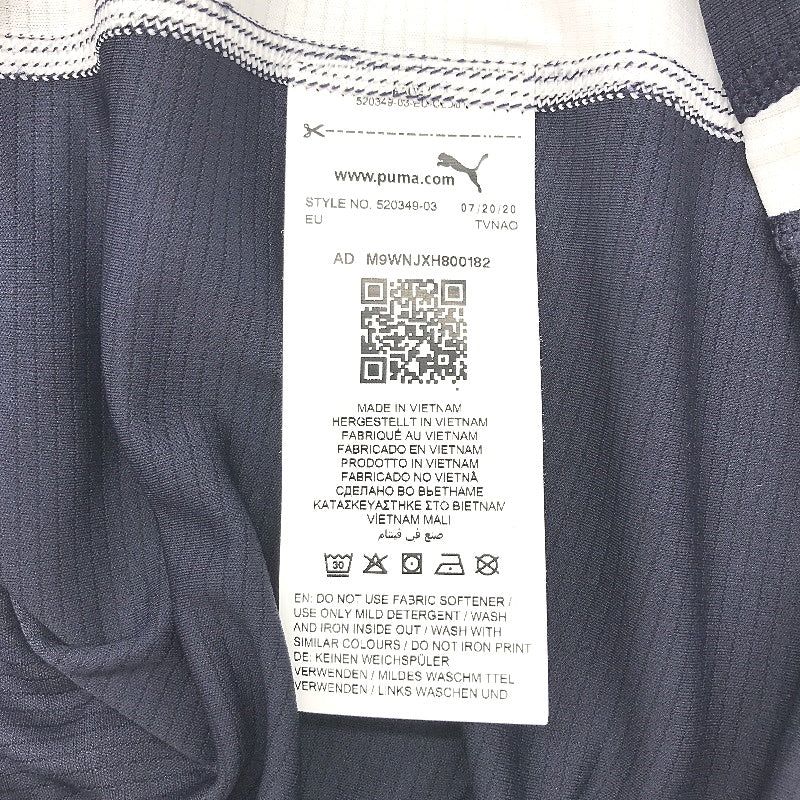 520349-03-EU
www.puma.com
STYLE NO. 520349-03 07/20/20
EU TVNAO
AD M9WNJXH800182
MADE IN VIETNAM
HERGESTELLT IN VIETNAM
FABRIQUÉ AU VIETNAM
FABRICADO EN VIETNAM
PRODOTTO IN VIETNAM
FABRICADO NO VIETNÃ
СДЕЛАНО ВО ВЬЕТНАМЕ
ΚΑΤΑΣΚΕΥΑΣΤΗΚΕ ΣΤΟ ΒΙΕΤΝΑΜ
VİETNAM MALI
صنع في فيتنام
30
EN: DO NOT USE FABRIC SOFTENER /
USE ONLY MILD DETERGENT / WASH
AND IRON INSIDE OUT / WASH WITH
SIMILAR COLOURS / DO NOT IRON PRINT
DE: KEINEN WEICHSPÜLER
VERWENDEN / MILDES WASCHMITTEL
VERWENDEN / LINKS WASCHEN UND